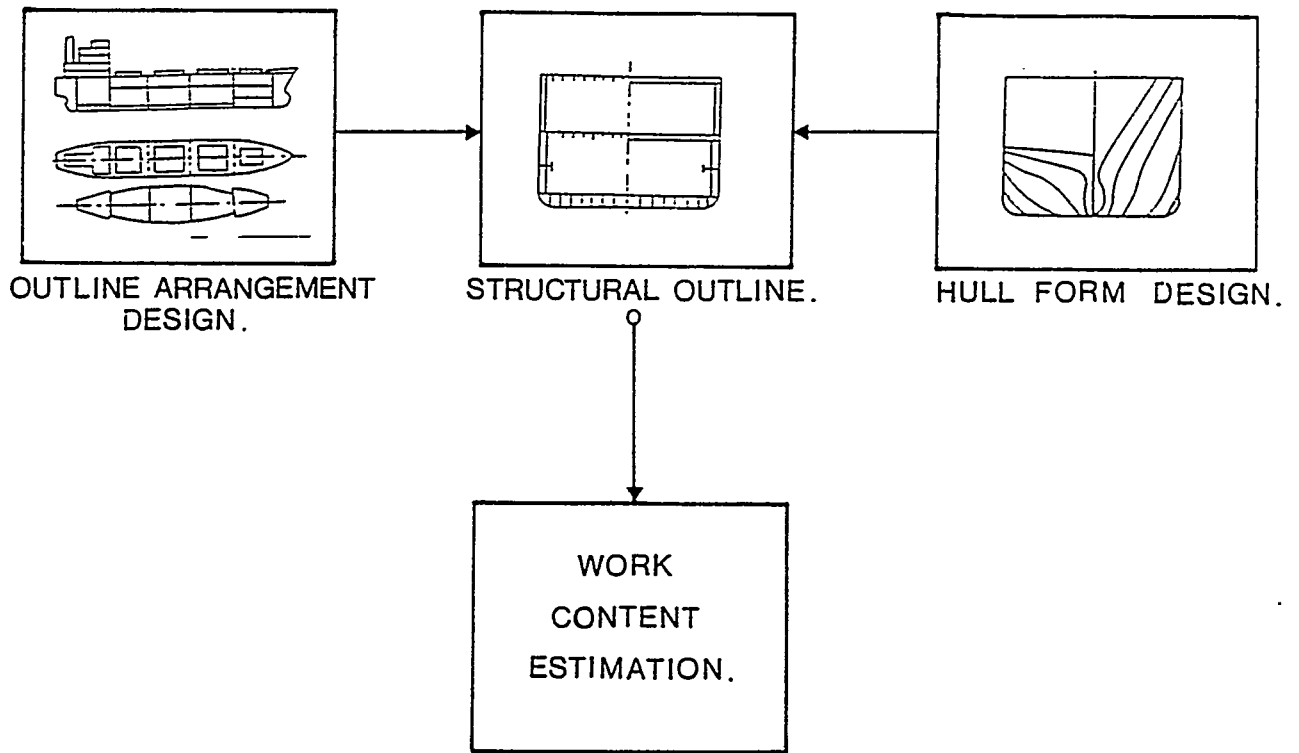 OUTLINE ARRANGEMENT
DESIGN.
STRUCTURAL OUTLINE.
HULL FORM DESIGN.
WORK
CONTENT
ESTIMATION.